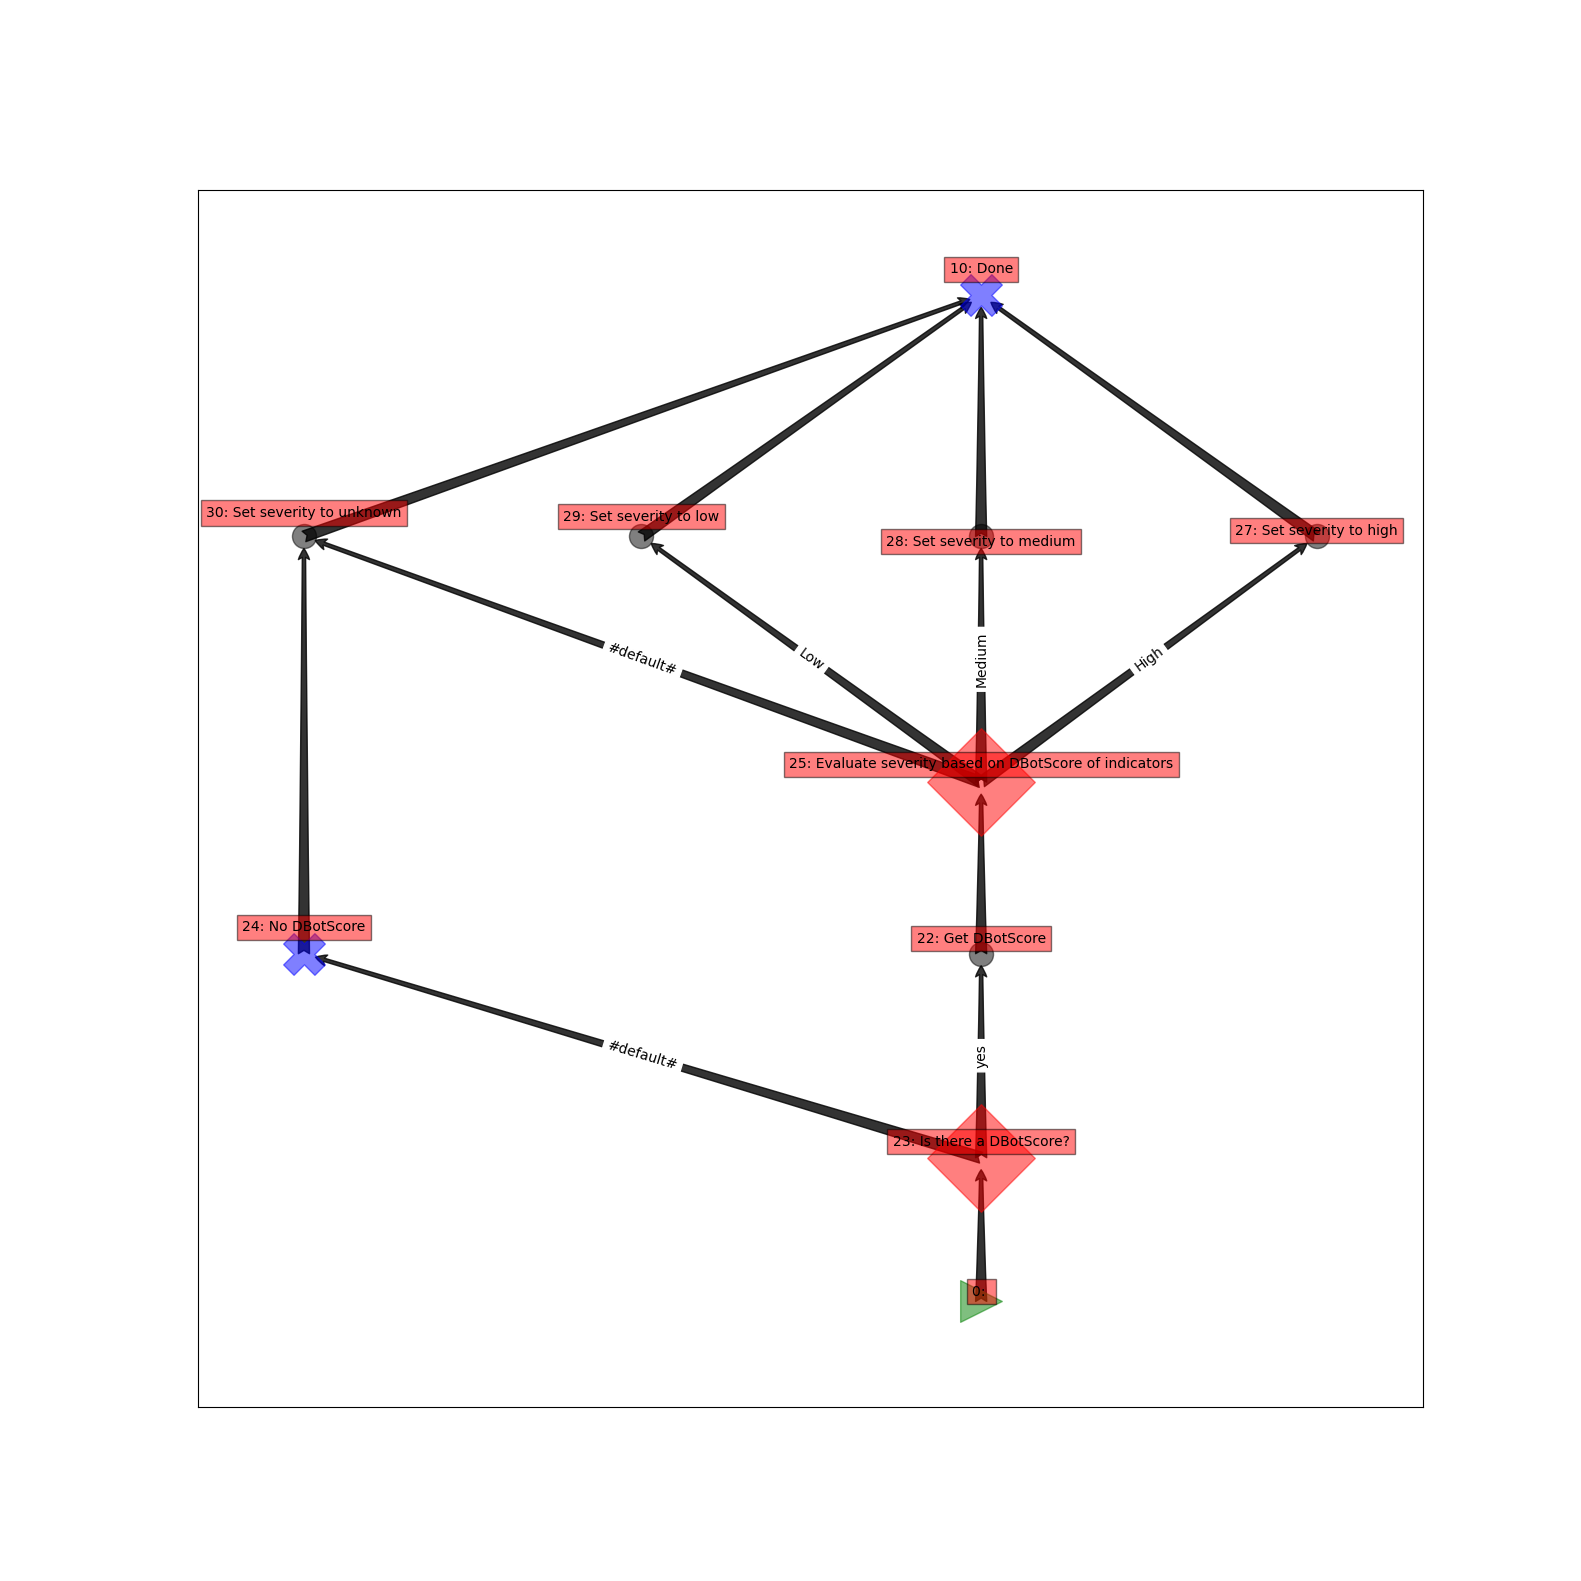 10: Done
30: Set severity to unknown
29: Set severity to low
28: Set severity to medium
27: Set severity to high
#default#
Low
Medium
High
25: Evaluate severity based on DBotScore of indicators
24: No DBotScore
22: Get DBotScore
#default#
yes
23: Is there a DBotScore?
0: